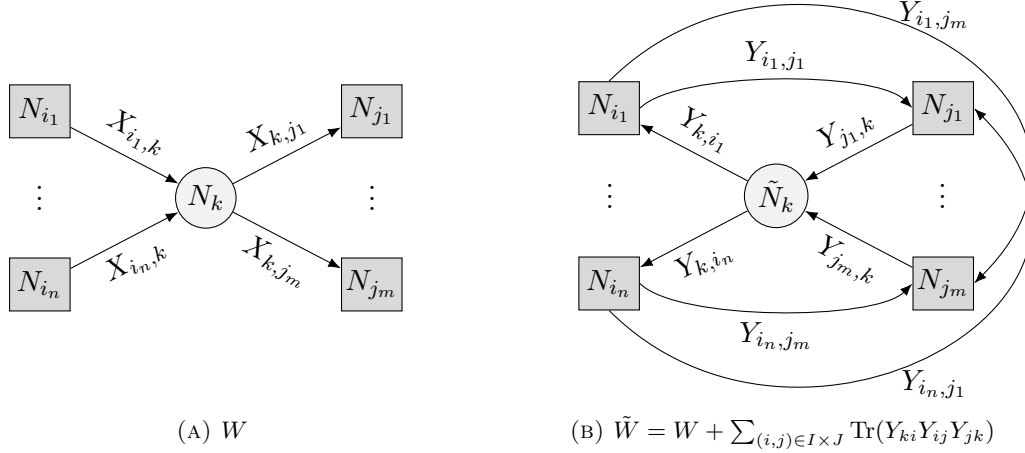 Y_{i_1,j_m}
N_{i_1}
X_{i_1,k}
X_{k,j_1}
N_{j_1}
⋮
N_k
⋮
N_{i_n}
X_{i_n,k}
X_{k,j_m}
N_{j_m}
N_{i_1}
Y_{i_1,j_1}
N_{j_1}
Y_{k,i_1}
Y_{j_1,k}
⋮
Ñ_k
⋮
Y_{k,i_n}
Y_{j_m,k}
N_{i_n}
N_{j_m}
Y_{i_n,j_m}
Y_{i_n,j_1}
(A) W
(B) W̃ = W + ∑_{(i,j)∈I×J} Tr(Y_{ki}Y_{ij}Y_{jk})